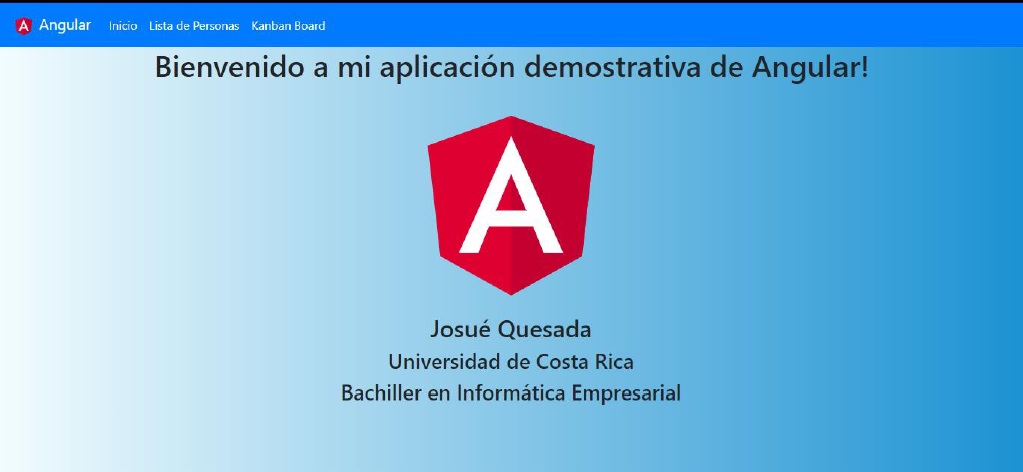 Angular Inicio Lista de Personas Kanban Board
Bienvenido a mi aplicación demostrativa de Angular!
Josué Quesada
Universidad de Costa Rica
Bachiller en Informática Empresarial